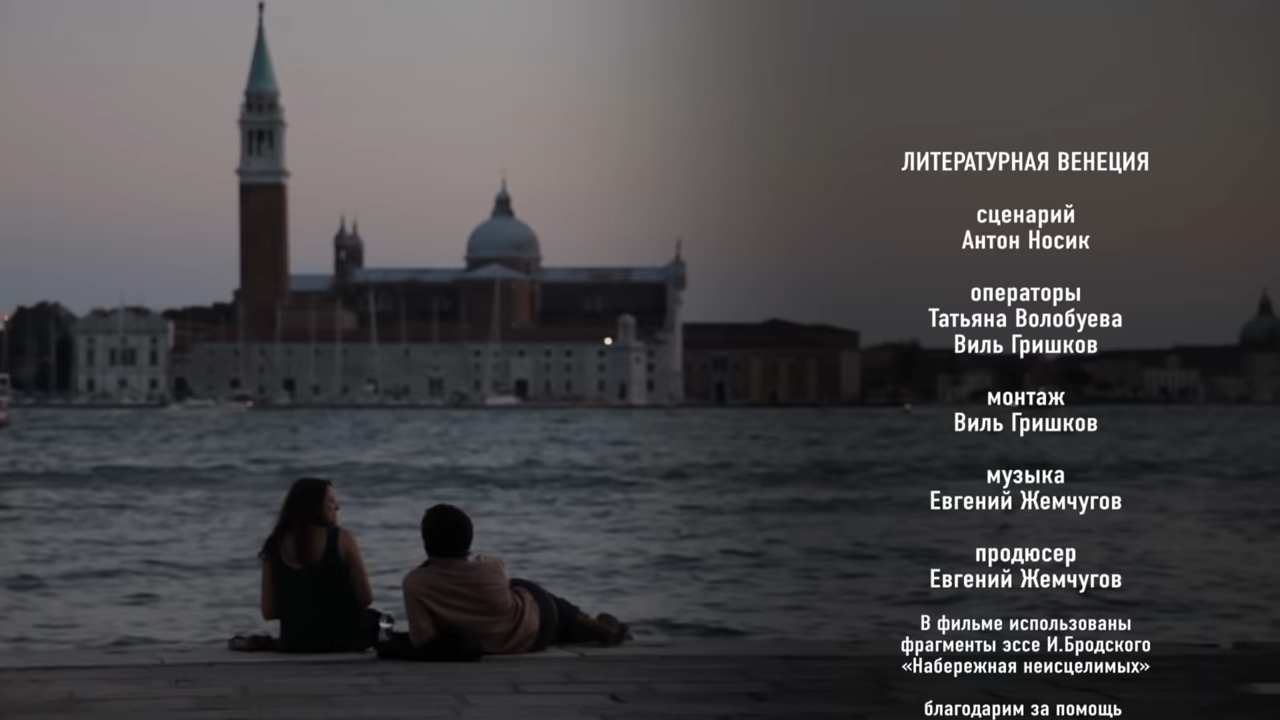 ЛИТЕРАТУРНАЯ ВЕНЕЦИЯ
сценарий
Антон Носик
операторы
Татьяна Волобуева
Виль Гришков
монтаж
Виль Гришков
музыка
Евгений Жемчугов
продюсер
Евгений Жемчугов
В фильме использованы
фрагменты эссе И.Бродского
«Набережная неисцелимых»
благодарим за помощь